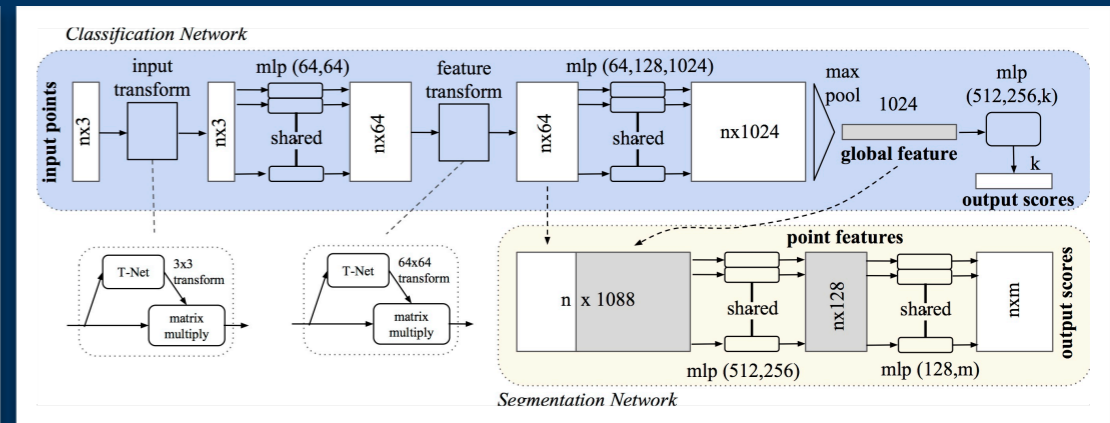 Classification Network
input points
nx3
input
transform
nx3
mlp (64,64)
shared
nx64
feature
transform
nx64
mlp (64,128,1024)
shared
nx1024
max
pool
1024
global feature
mlp
(512,256,k)
k
output scores
T-Net
3x3
transform
matrix
multiply
T-Net
64x64
transform
matrix
multiply
point features
n x 1088
shared
mlp (512,256)
nx128
shared
mlp (128,m)
nxm
output scores
Segmentation Network